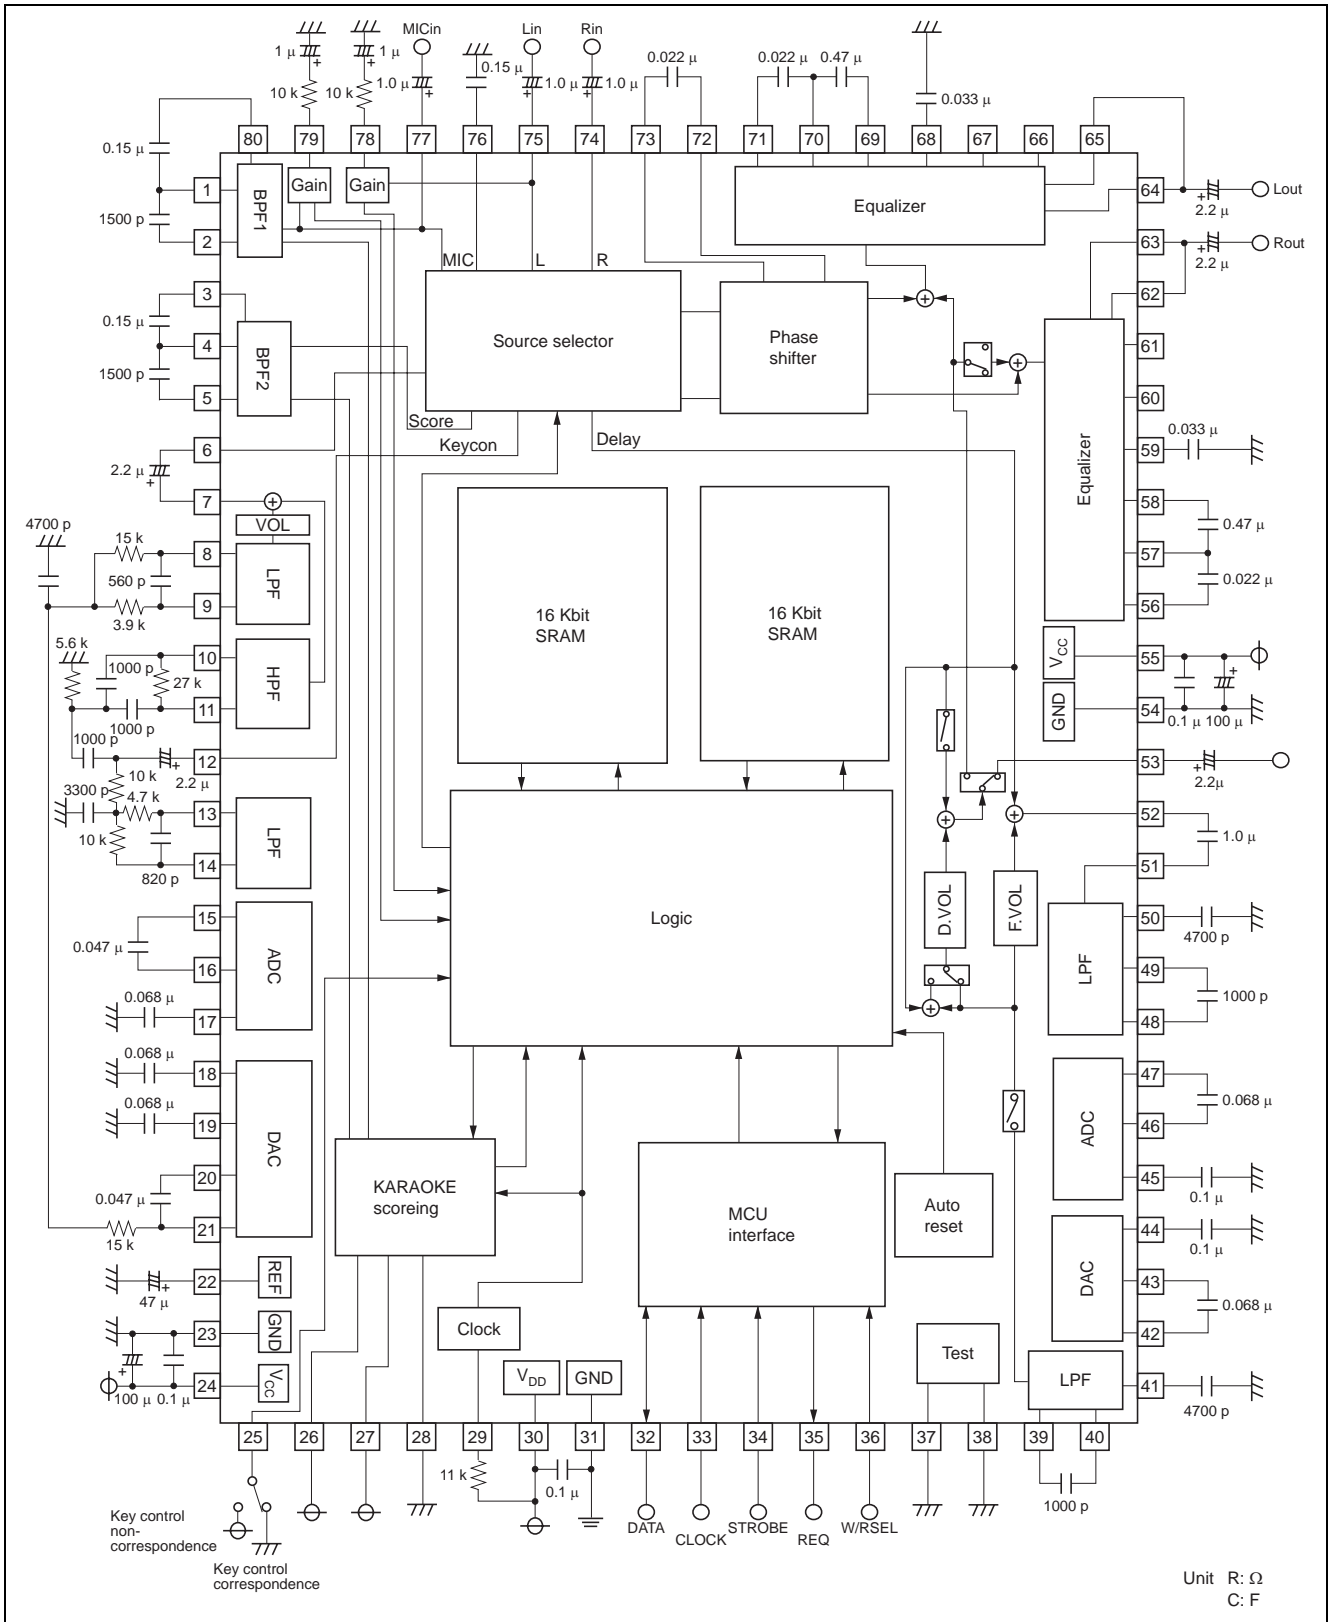 1 μ
10 k
1 μ
10 k
MICin
1.0 μ
0.15 μ
Lin
1.0 μ
Rin
1.0 μ
0.022 μ
0.022 μ
0.47 μ
0.033 μ
80
79
78
77
76
75
74
73
72
71
70
69
68
67
66
65
0.15 μ
1500 p
1
2
BPF1
Gain
Gain
MIC
L
R
Equalizer
64
2.2 μ
Lout
63
2.2 μ
Rout
62
3
0.15 μ
4
1500 p
5
BPF2
Source selector
Phase
shifter
61
60
Score
Keycon
Delay
6
2.2 μ
7
VOL
Equalizer
0.033 μ
59
58
0.47 μ
57
0.022 μ
56
4700 p
15 k
8
560 p
9
3.9 k
LPF
16 Kbit
SRAM
16 Kbit
SRAM
5.6 k
10
1000 p
27 k
11
1000 p
HPF
VCC
55
GND
54
0.1 μ
100 μ
1000 p
12
2.2 μ
10 k
3300 p
4.7 k
13
10 k
14
820 p
LPF
53
2.2μ
52
1.0 μ
51
Logic
D.VOL
F.VOL
15
0.047 μ
16
0.068 μ
17
ADC
LPF
50
4700 p
49
1000 p
48
0.068 μ
18
0.068 μ
19
20
0.047 μ
21
15 k
DAC
KARAOKE
scoreing
MCU
interface
Auto
reset
ADC
47
0.068 μ
46
45
0.1 μ
DAC
44
0.1 μ
43
0.068 μ
42
22
47 μ
REF
23
GND
24
VCC
100 μ
0.1 μ
Clock
VDD
GND
Test
LPF
41
4700 p
25
26
27
28
29
30
31
32
33
34
35
36
37
38
39
40
11 k
0.1 μ
1000 p
DATA
CLOCK
STROBE
REQ
W/RSEL
Key control
non-
correspondence
Key control
correspondence
Unit R: Ω
C: F